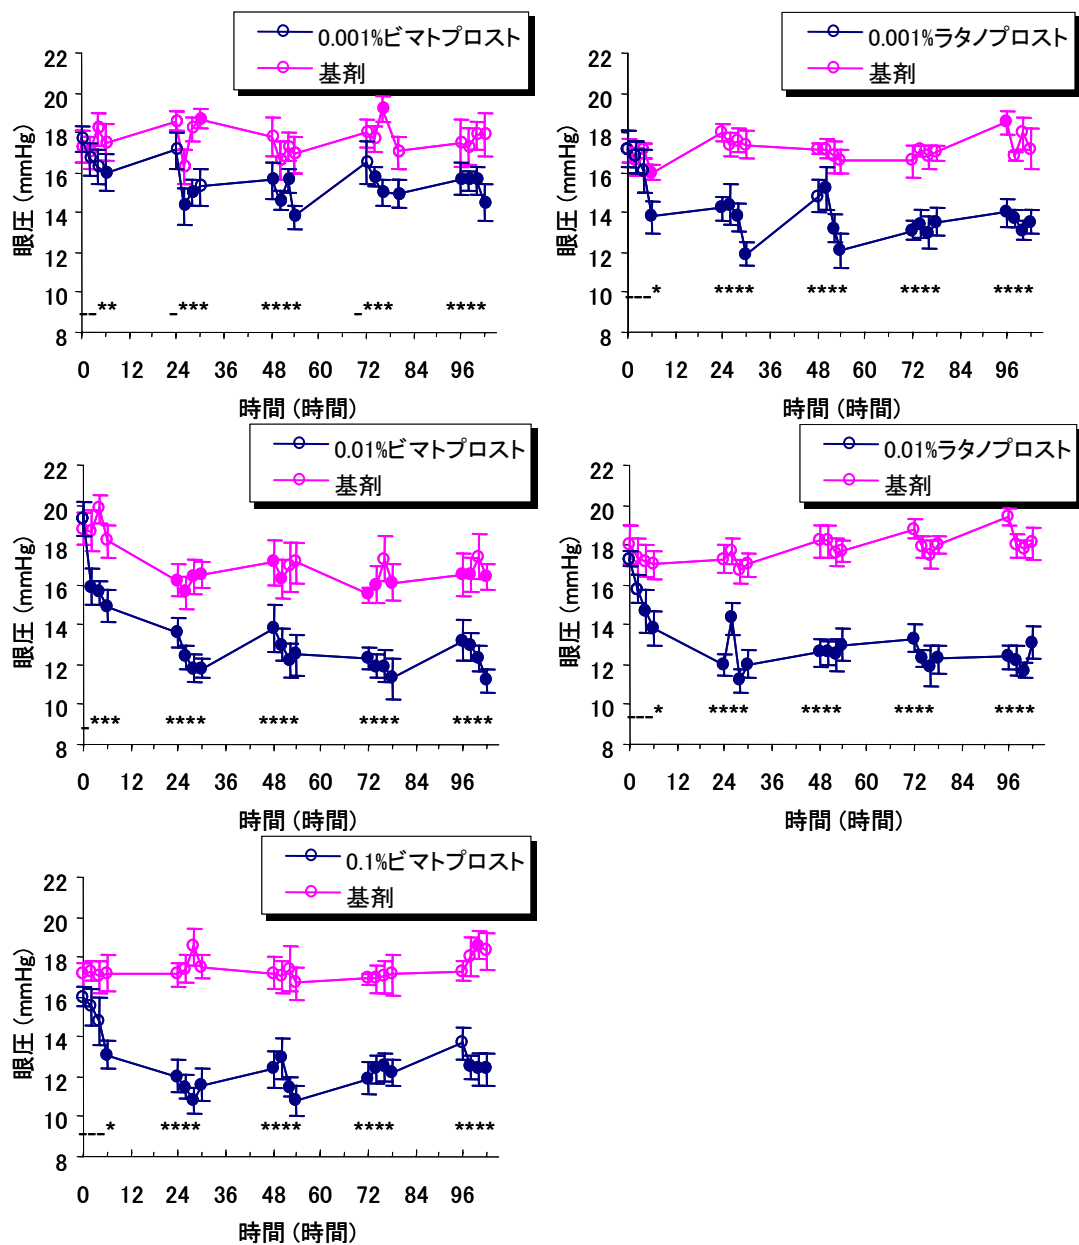 0.001%ビマトプロスト
基剤
22
20
18
16
14
12
10
8
眼圧 (mmHg)
--** -*** **** -*** ****
0 12 24 36 48 60 72 84 96
時間 (時間)
0.001%ラタノプロスト
基剤
22
20
18
16
14
12
10
8
眼圧 (mmHg)
---* **** **** **** ****
0 12 24 36 48 60 72 84 96
時間 (時間)
0.01%ビマトプロスト
基剤
22
20
18
16
14
12
10
8
眼圧 (mmHg)
-*** **** **** **** ****
0 12 24 36 48 60 72 84 96
時間 (時間)
0.01%ラタノプロスト
基剤
22
20
18
16
14
12
10
8
眼圧 (mmHg)
---* **** **** **** ****
0 12 24 36 48 60 72 84 96
時間 (時間)
0.1%ビマトプロスト
基剤
22
20
18
16
14
12
10
8
眼圧 (mmHg)
---* **** **** **** ****
0 12 24 36 48 60 72 84 96
時間 (時間)